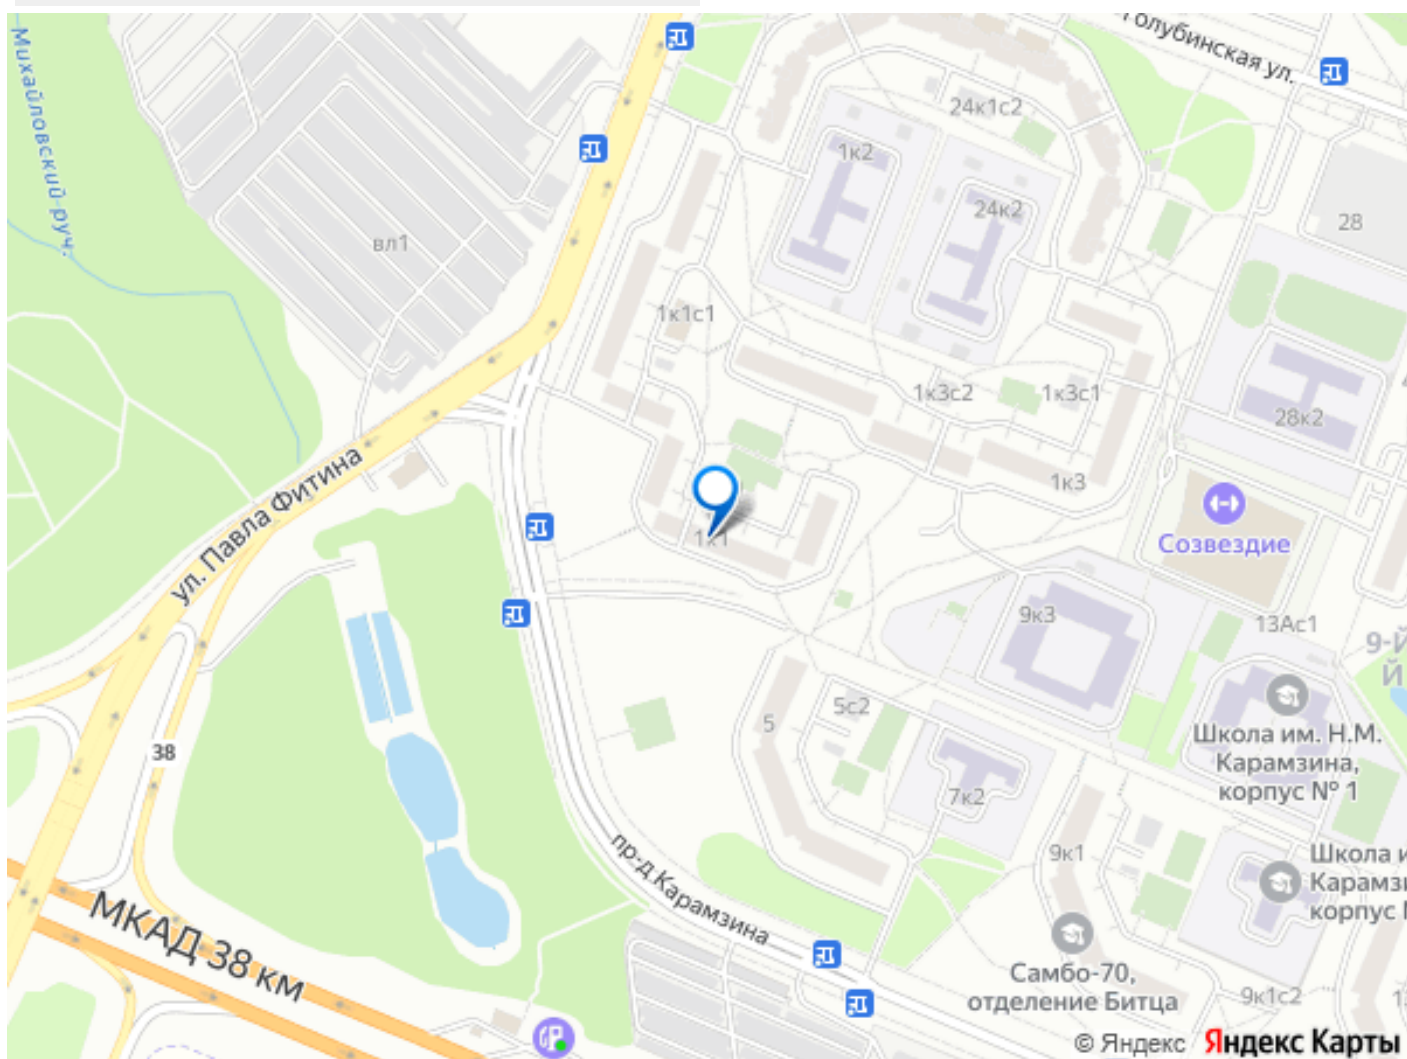 Голубинская ул.
Михайловский руч.
24к1с2
1к2
24к2
28
вл1
1к1с1
1к3с2
1к3с1
28к2
ул. Павла Фитина
1к3
1к1
Созвездие
9к3
13Ас1
9-Й
Й
5с2
5
Школа им. Н.М.
Карамзина,
корпус № 1
38
7к2
пр-д Карамзина
9к1
Школа и
Карамзи
корпус
МКАД 38 км
Самбо-70,
отделение Битца
9к1с2
13
© Яндекс Яндекс Карты